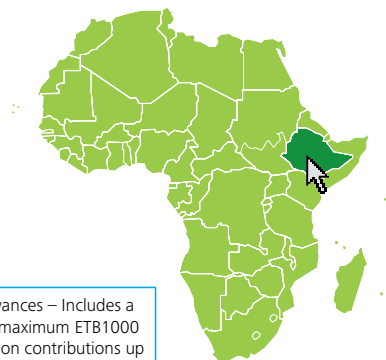 vances – Includes a
maximum ETB1000
on contributions up